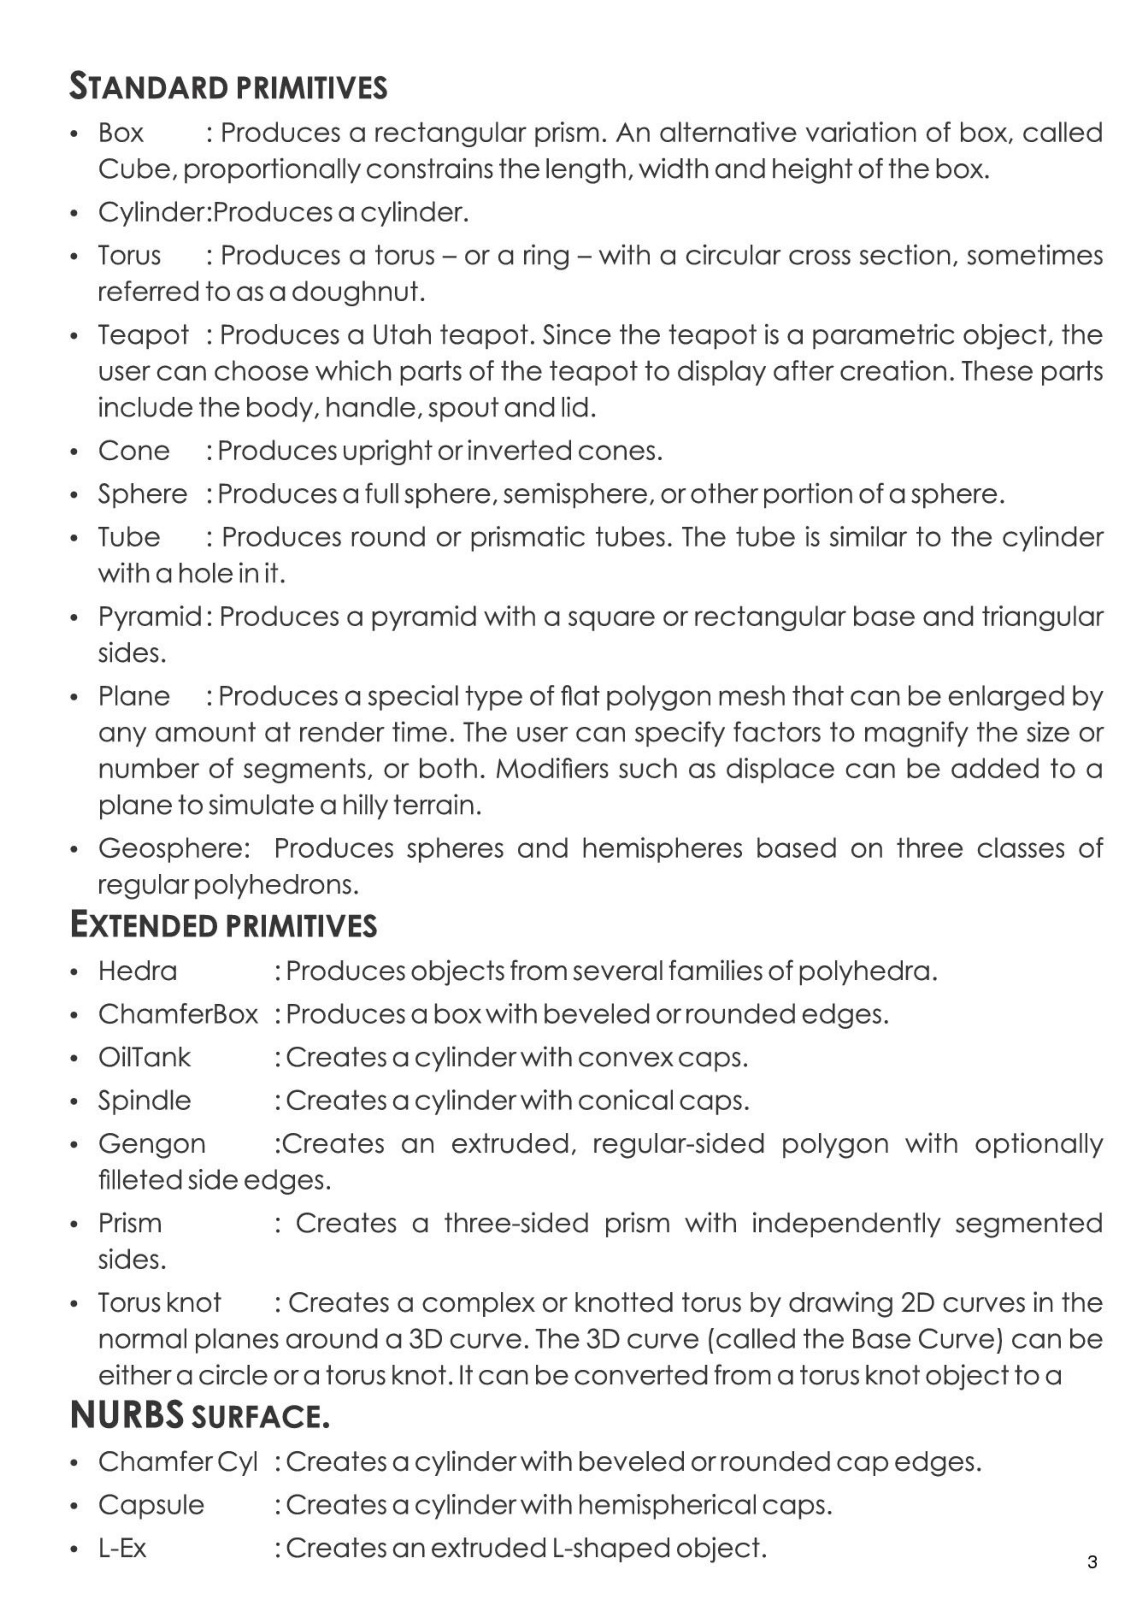 STANDARD PRIMITIVES
• Box : Produces a rectangular prism. An alternative variation of box, called
Cube, proportionally constrains the length, width and height of the box.
• Cylinder:Produces a cylinder.
• Torus : Produces a torus – or a ring – with a circular cross section, sometimes
referred to as a doughnut.
• Teapot : Produces a Utah teapot. Since the teapot is a parametric object, the
user can choose which parts of the teapot to display after creation. These parts
include the body, handle, spout and lid.
• Cone : Produces upright or inverted cones.
• Sphere : Produces a full sphere, semisphere, or other portion of a sphere.
• Tube : Produces round or prismatic tubes. The tube is similar to the cylinder
with a hole in it.
• Pyramid : Produces a pyramid with a square or rectangular base and triangular
sides.
• Plane : Produces a special type of flat polygon mesh that can be enlarged by
any amount at render time. The user can specify factors to magnify the size or
number of segments, or both. Modifiers such as displace can be added to a
plane to simulate a hilly terrain.
• Geosphere: Produces spheres and hemispheres based on three classes of
regular polyhedrons.
EXTENDED PRIMITIVES
• Hedra : Produces objects from several families of polyhedra.
• ChamferBox : Produces a box with beveled or rounded edges.
• OilTank : Creates a cylinder with convex caps.
• Spindle : Creates a cylinder with conical caps.
• Gengon :Creates an extruded, regular-sided polygon with optionally
filleted side edges.
• Prism : Creates a three-sided prism with independently segmented
sides.
• Torus knot : Creates a complex or knotted torus by drawing 2D curves in the
normal planes around a 3D curve. The 3D curve (called the Base Curve) can be
either a circle or a torus knot. It can be converted from a torus knot object to a
NURBS SURFACE.
• Chamfer Cyl : Creates a cylinder with beveled or rounded cap edges.
• Capsule : Creates a cylinder with hemispherical caps.
• L-Ex : Creates an extruded L-shaped object.
3